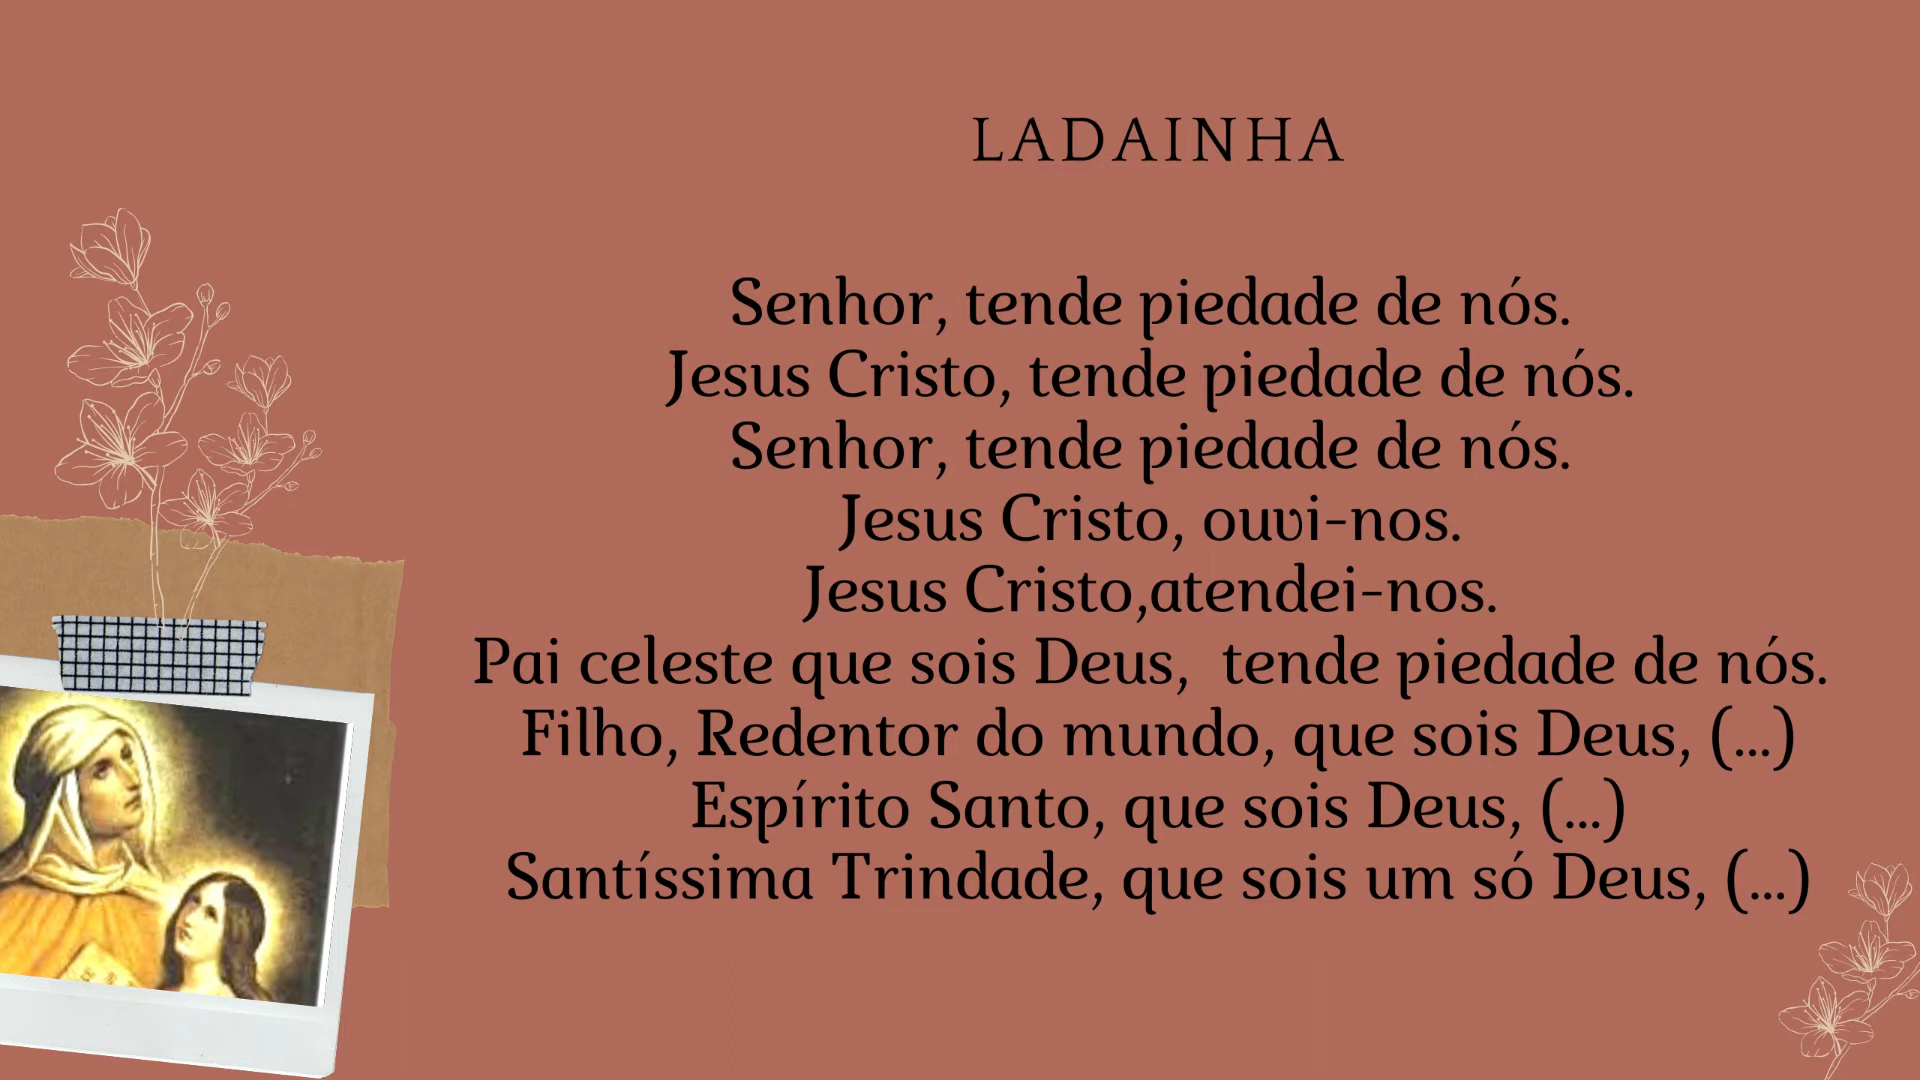 LADAINHA
Senhor, tende piedade de nós.
Jesus Cristo, tende piedade de nós.
Senhor, tende piedade de nós.
Jesus Cristo, ouvi-nos.
Jesus Cristo,atendei-nos.
Pai celeste que sois Deus,  tende piedade de nós.
Filho, Redentor do mundo, que sois Deus, (...)
Espírito Santo, que sois Deus, (...)
Santíssima Trindade, que sois um só Deus, (...)